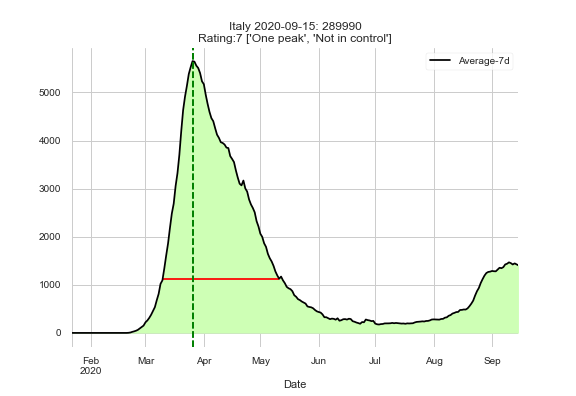 Italy 2020-09-15: 289990
Rating:7 ['One peak', 'Not in control']
Average-7d
5000
4000
3000
2000
1000
0
Feb Mar Apr May Jun Jul Aug Sep
2020
Date